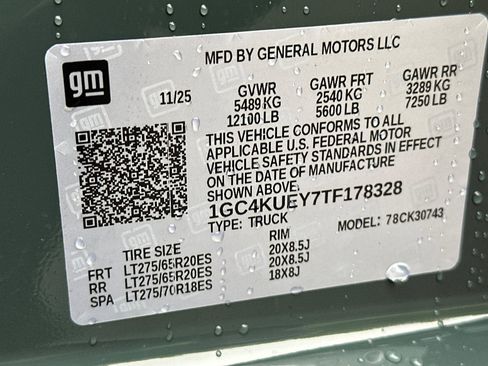 gm
MFD BY GENERAL MOTORS LLC
11/25
GVWR GAWR FRT GAWR RR
5489 KG 2540 KG 3289 KG
12100 LB 5600 LB 7250 LB
THIS VEHICLE CONFORMS TO ALL
APPLICABLE U.S. FEDERAL MOTOR
VEHICLE SAFETY STANDARDS IN EFFECT
ON THE DATE OF MANUFACTURE
SHOWN ABOVE.
1GC4KUEY7TF178328
TYPE: TRUCK MODEL: 78CK30743
TIRE SIZE RIM
FRT LT275/65R20ES 20X8.5J
RR LT275/65R20ES 20X8.5J
SPA LT275/70R18ES 18X8J